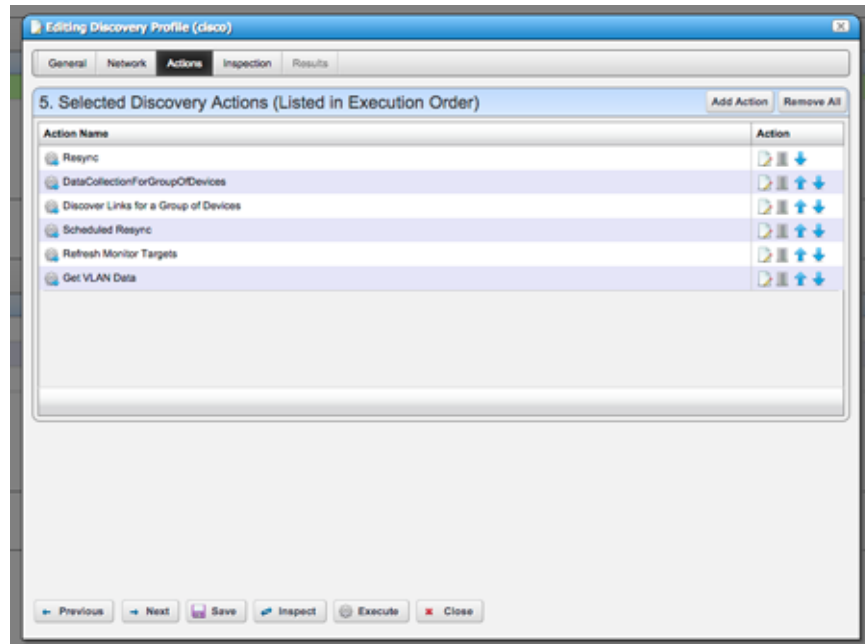 Editing Discovery Profile (cisco)
General Network Actions Inspection Results
5. Selected Discovery Actions (Listed in Execution Order) Add Action Remove All
Action Name Action
Resync
DataCollectionForGroupOfDevices
Discover Links for a Group of Devices
Scheduled Resync
Refresh Monitor Targets
Get VLAN Data
Previous Next Save Inspect Execute Close